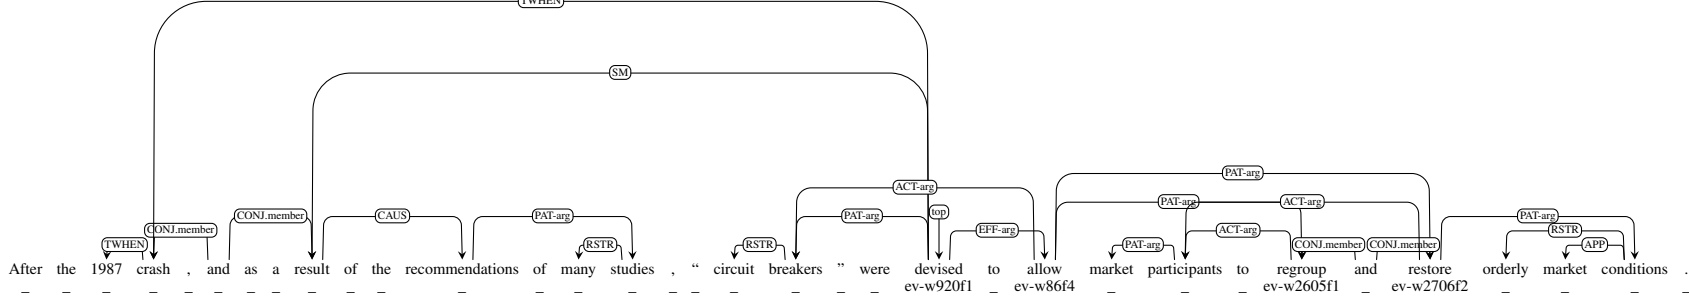 TWHEN
SM
PAT-arg
ACT-arg
PAT-arg ACT-arg
top
CONJ.member CAUS PAT-arg PAT-arg PAT-arg
CONJ.member EFF-arg ACT-arg RSTR
TWHEN RSTR RSTR PAT-arg CONJ.member CONJ.member APP
After the 1987 crash , and as a result of the recommendations of many studies , “ circuit breakers ” were devised to allow market participants to regroup and restore orderly market conditions .
_ _ _ _ _ _ _ _ _ _ _ _ _ _ _ _ _ _ _ _ _ ev-w920f1 _ ev-w86f4 _ _ _ ev-w2605f1 _ ev-w2706f2 _ _ _ _